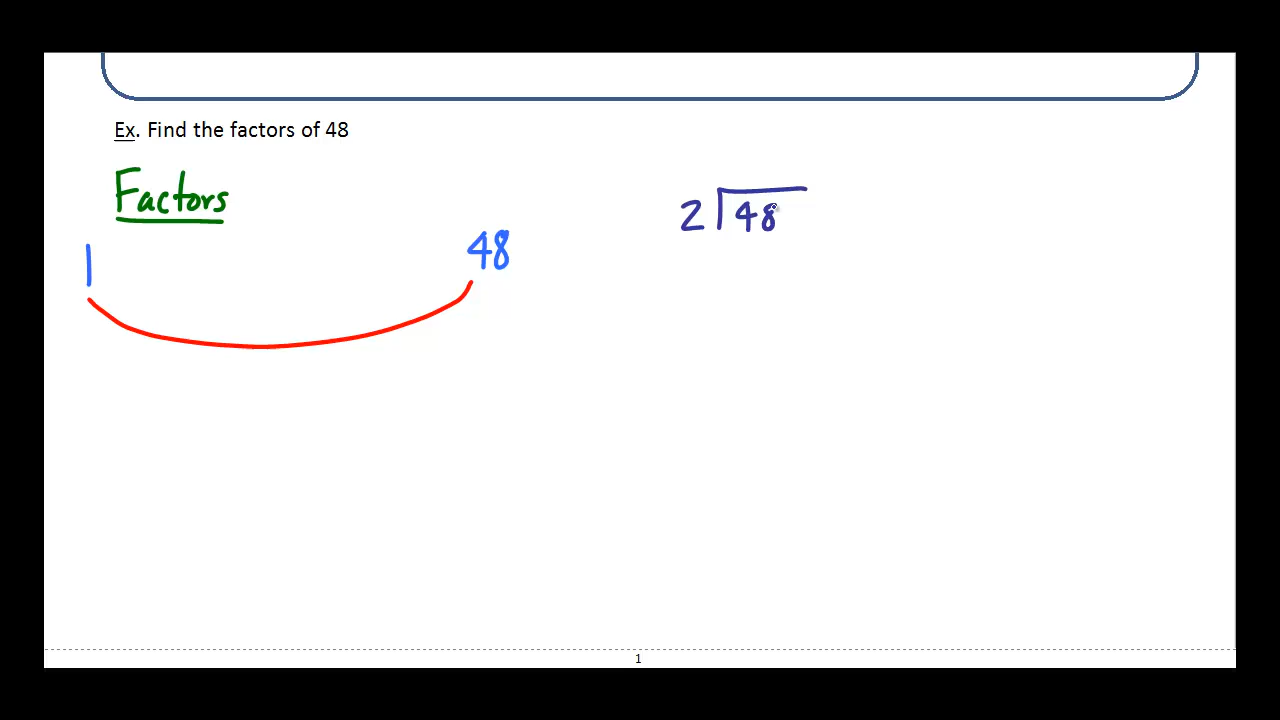 Ex. Find the factors of 48
Factors
1 48
2 48
1